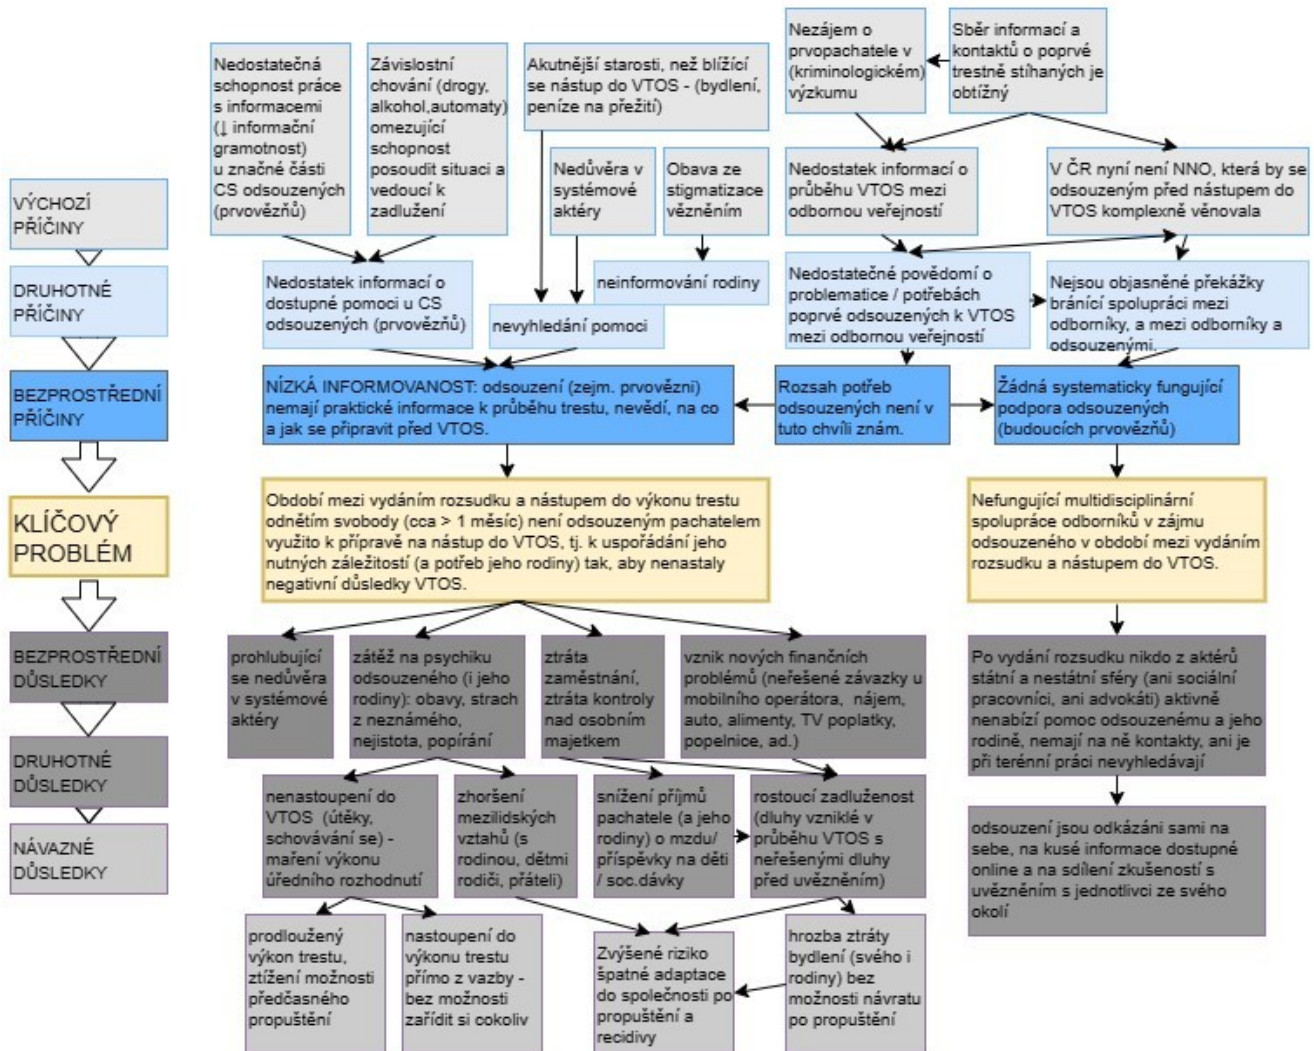 VÝCHOZÍ
PŘÍČINY
DRUHOTNÉ
PŘÍČINY
BEZPROSTŘEDNÍ
PŘÍČINY
KLÍČOVÝ
PROBLÉM
BEZPROSTŘEDNÍ
DŮSLEDKY
DRUHOTNÉ
DŮSLEDKY
NÁVAZNÉ
DŮSLEDKY
Nedostatečná
schopnost práce
s informacemi
(↓ informační
gramotnost)
u značné části
CS odsouzených
(prvovězňů)
Závislostní
chování (drogy,
alkohol,automaty)
omezující
schopnost
posoudit situaci a
vedoucí k
zadlužení
Akutnější starosti, než blížící
se nástup do VTOS - (bydlení,
peníze na přežití)
Nedůvěra v
systémové
aktéry
Obava ze
stigmatizace
vězněním
Nezájem o
prvopachatele v
(kriminologickém)
výzkumu
Sběr informací a
kontaktů o poprvé
trestně stíhaných je
obtížný
Nedostatek informací o
průběhu VTOS mezi
odbornou veřejností
V ČR nyní není NNO, která by se
odsouzeným před nástupem do
VTOS komplexně věnovala
Nedostatek informací o
dostupné pomoci u CS
odsouzených (prvovězňů)
neinformování rodiny
nevyhledání pomoci
Nedostatečné povědomí o
problematice / potřebách
poprvé odsouzených k VTOS
mezi odbornou veřejností
Nejsou objasněné překážky
bránící spolupráci mezi
odborníky, a mezi odborníky a
odsouzenými.
NÍZKÁ INFORMOVANOST: odsouzení (zejm. prvovězni)
nemají praktické informace k průběhu trestu, nevědí, na co
a jak se připravit před VTOS.
Rozsah potřeb
odsouzených není v
tuto chvíli znám.
Žádná systematicky fungující
podpora odsouzených
(budoucích prvovězňů)
Období mezi vydáním rozsudku a nástupem do výkonu trestu
odnětím svobody (cca > 1 měsíc) není odsouzeným pachatelem
využito k přípravě na nástup do VTOS, tj. k uspořádání jeho
nutných záležitostí (a potřeb jeho rodiny) tak, aby nenastaly
negativní důsledky VTOS.
Nefungující multidisciplinární
spolupráce odborníků v zájmu
odsouzeného v období mezi vydáním
rozsudku a nástupem do VTOS.
prohlubující
se nedůvěra
v systémové
aktéry
zátěž na psychiku
odsouzeného (i jeho
rodiny): obavy, strach
z neznámého,
nejistota, popírání
ztráta
zaměstnání,
ztráta kontroly
nad osobním
majetkem
vznik nových finančních
problémů (neřešené závazky u
mobilního operátora,  nájem,
auto, alimenty, TV poplatky,
popelnice, ad.)
Po vydání rozsudku nikdo z aktérů
státní a nestátní sféry (ani sociální
pracovníci, ani advokáti) aktivně
nenabízí pomoc odsouzenému a jeho
rodině, nemají na ně kontakty, ani je
při terénní práci nevyhledávají
nenastoupení do
VTOS  (útěky,
schovávání se) -
maření výkonu
úředního rozhodnutí
zhoršení
mezilidských
vztahů (s
rodinou, dětmi
rodiči, přáteli)
snížení příjmů
pachatele (a jeho
rodiny) o mzdu/
příspěvky na děti
/ soc.dávky
rostoucí zadluženost
(dluhy vzniklé v
průběhu VTOS s
neřešenými dluhy
před uvězněním)
odsouzení jsou odkázáni sami na
sebe, na kusé informace dostupné
online a na sdílení zkušeností s
uvězněním s jednotlivci ze svého
okolí
prodloužený
výkon trestu,
ztížení možnosti
předčasného
propuštění
nastoupení do
výkonu trestu
přímo z vazby -
bez možnosti
zařídit si cokoliv
Zvýšené riziko
špatné adaptace
do společnosti po
propuštění a
recidivy
hrozba ztráty
bydlení (svého i
rodiny) bez
možnosti návratu
po propuštění